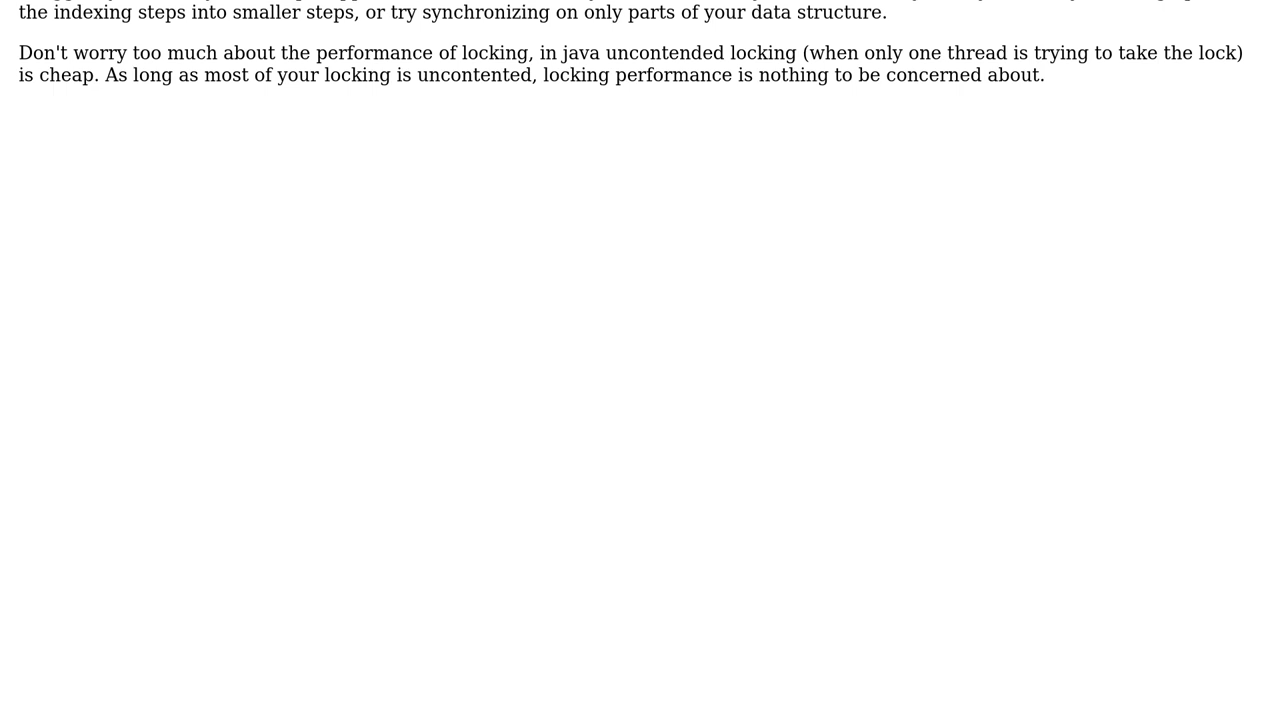 the indexing steps into smaller steps, or try synchronizing on only parts of your data structure.
Don't worry too much about the performance of locking, in java uncontended locking (when only one thread is trying to take the lock)
is cheap. As long as most of your locking is uncontented, locking performance is nothing to be concerned about.